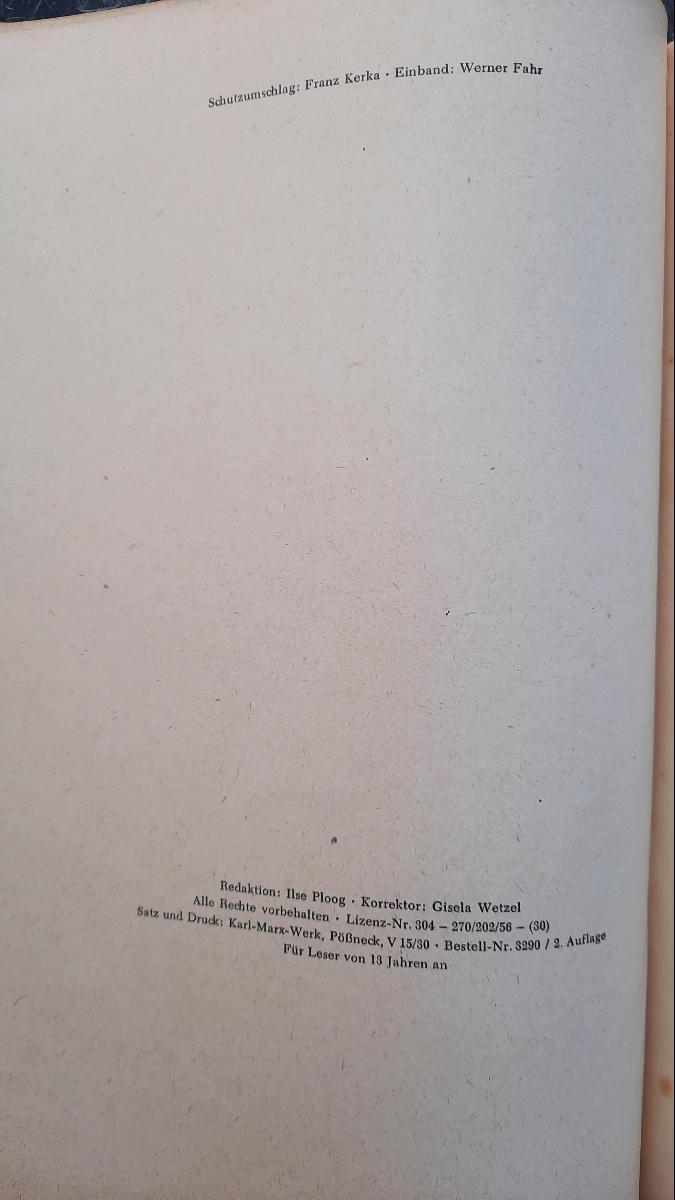 Schutzumschlag: Franz Kerka · Einband: Werner Fahr
Redaktion: Ilse Ploog · Korrektor: Gisela Wetzel
Alle Rechte vorbehalten · Lizenz-Nr. 304 – 270/202/56 – (30)
Satz und Druck: Karl-Marx-Werk, Pößneck, V 15/30 · Bestell-Nr. 3290 / 2. Auflage
Für Leser von 13 Jahren an